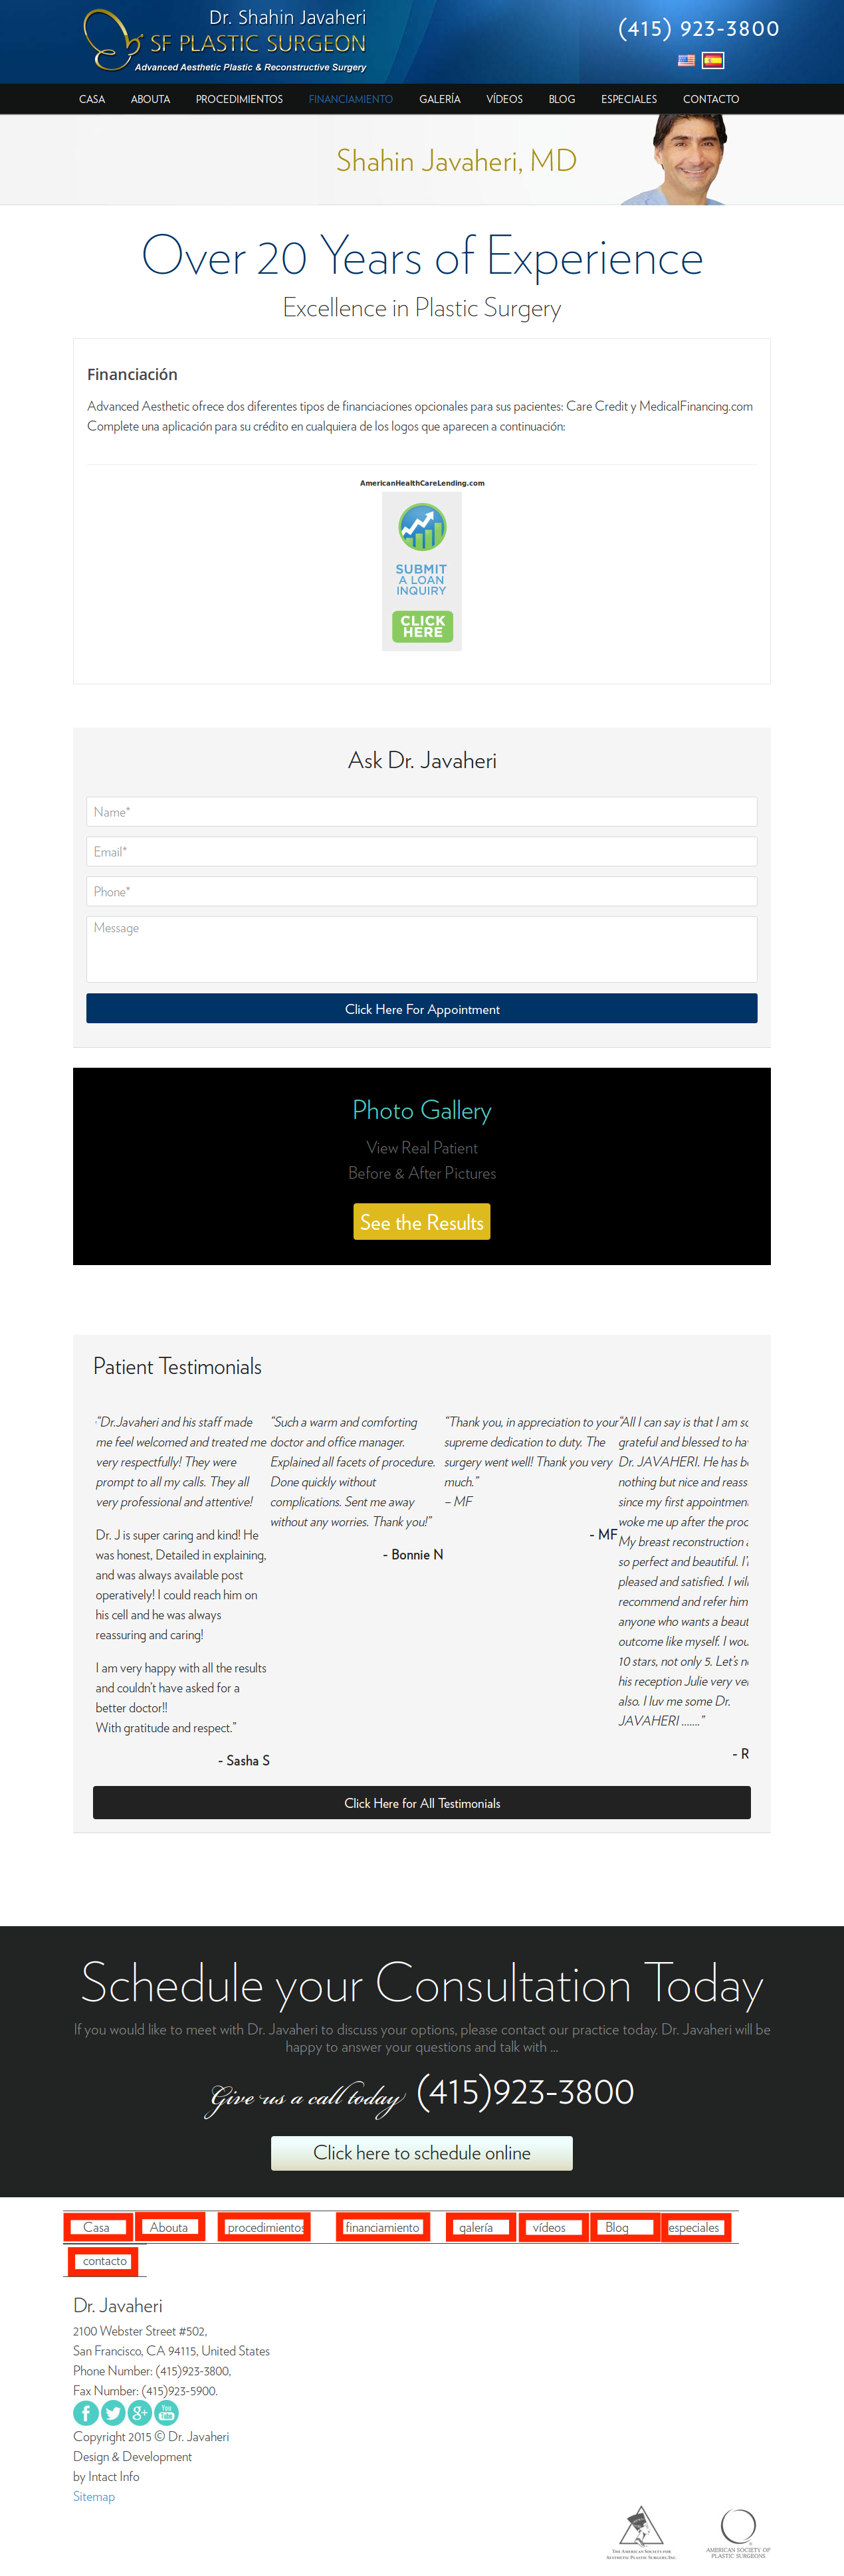 Dr. Shahin Javaheri
SF PLASTIC SURGEON
Advanced Aesthetic Plastic & Reconstructive Surgery
(415) 923-3800
CASA ABOUTA PROCEDIMIENTOS FINANCIAMIENTO GALERÍA VÍDEOS BLOG ESPECIALES CONTACTO
Shahin Javaheri, MD
Over 20 Years of Experience
Excellence in Plastic Surgery
Financiación
Advanced Aesthetic ofrece dos diferentes tipos de financiaciones opcionales para sus pacientes: Care Credit y MedicalFinancing.com
Complete una aplicación para su crédito en cualquiera de los logos que aparecen a continuación:
AmericanHealthCareLending.com
SUBMIT
A LOAN
INQUIRY
CLICK
HERE
Ask Dr. Javaheri
Name*
Email*
Phone*
Message
Click Here For Appointment
Photo Gallery
View Real Patient
Before & After Pictures
See the Results
Patient Testimonials
"Dr.Javaheri and his staff made
me feel welcomed and treated me
very respectfully! They were
prompt to all my calls. They all
very professional and attentive!
Dr. J is super caring and kind! He
was honest, Detailed in explaining,
and was always available post
operatively! I could reach him on
his cell and he was always
reassuring and caring!
I am very happy with all the results
and couldn't have asked for a
better doctor!!
With gratitude and respect."
- Sasha S
"Such a warm and comforting
doctor and office manager.
Explained all facets of procedure.
Done quickly without
complications. Sent me away
without any worries. Thank you!"
- Bonnie N
"Thank you, in appreciation to your
supreme dedication to duty. The
surgery went well! Thank you very
much."
– MF
- MF
"All I can say is that I am so
grateful and blessed to
Dr. JAVAHERI. He has
nothing but nice and
since my first
woke me up after the
My breast reconstruction
so perfect and beautiful.
pleased and satisfied. I will
recommend and refer him
anyone who wants a
outcome like myself. I
10 stars, not only 5. Let's
his reception Julie very
also. I luv me some Dr.
JAVAHERI ......."
- R
Click Here for All Testimonials
Schedule your Consultation Today
If you would like to meet with Dr. Javaheri to discuss your options, please contact our practice today. Dr. Javaheri will be
happy to answer your questions and talk with ...
Give us a call today (415)923-3800
Click here to schedule online
Casa Abouta procedimientos financiamiento galería vídeos Blog especiales
contacto
Dr. Javaheri
2100 Webster Street #502,
San Francisco, CA 94115, United States
Phone Number: (415)923-3800,
Fax Number: (415)923-5900.
You
Tube
Copyright 2015 © Dr. Javaheri
Design & Development
by Intact Info
Sitemap
THE AMERICAN SOCIETY FOR
AESTHETIC PLASTIC SURGERY, INC.
AMERICAN SOCIETY OF
PLASTIC SURGEONS